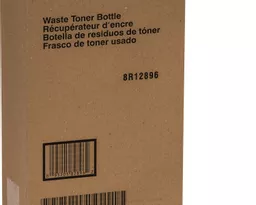 Waste Toner Bottle
Récupérateur d'encre
Botella de residuos de tóner
Frasco de toner usado
8R12896